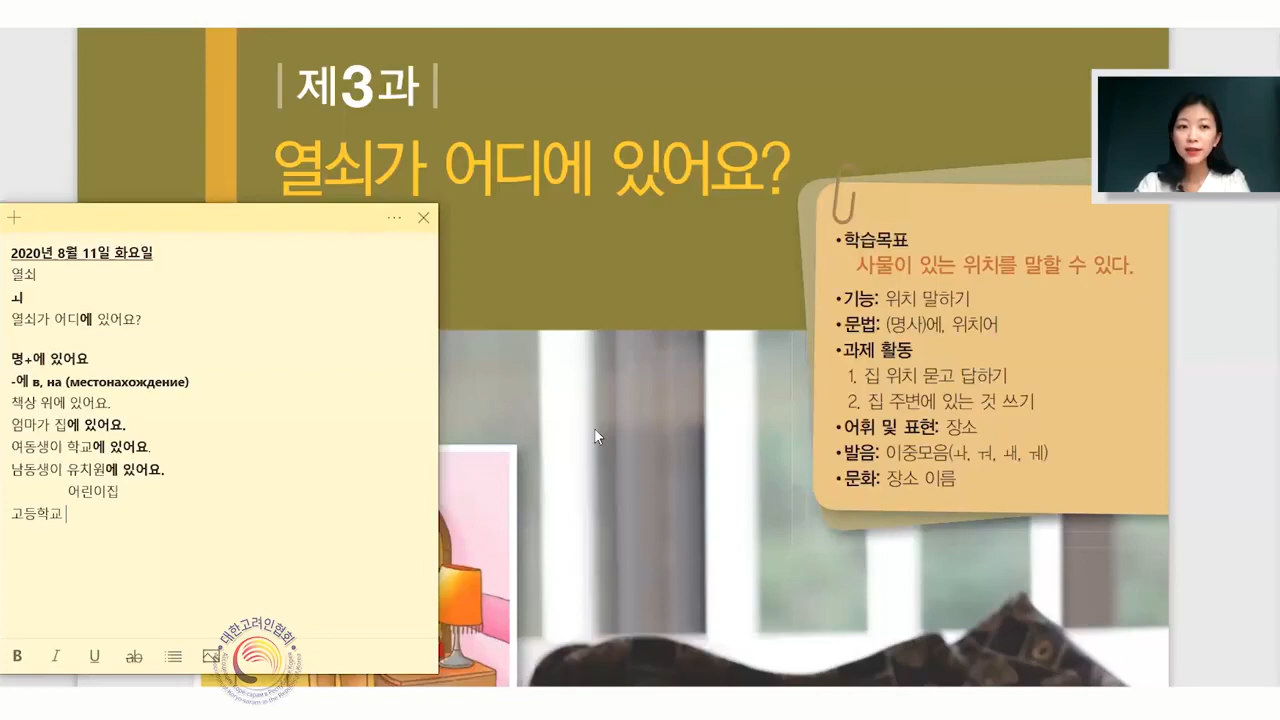 제3과
열쇠가 어디에 있어요?
•학습목표
사물이 있는 위치를 말할 수 있다.
•기능: 위치 말하기
•문법: (명사)에, 위치어
•과제 활동
1. 집 위치 묻고 답하기
2. 집 주변에 있는 것 쓰기
•어휘 및 표현: 장소
•발음: 이중모음(ㅘ, ㅝ, ㅙ, ㅞ)
•문화: 장소 이름
2020년 8월 11일 화요일
열쇠
ㅚ
열쇠가 어디에 있어요?
명+에 있어요
-에 в, на (местонахождение)
책상 위에 있어요.
엄마가 집에 있어요.
여동생이 학교에 있어요.
남동생이 유치원에 있어요.
어린이집
고등학교
B I U ab
대한고려인협회